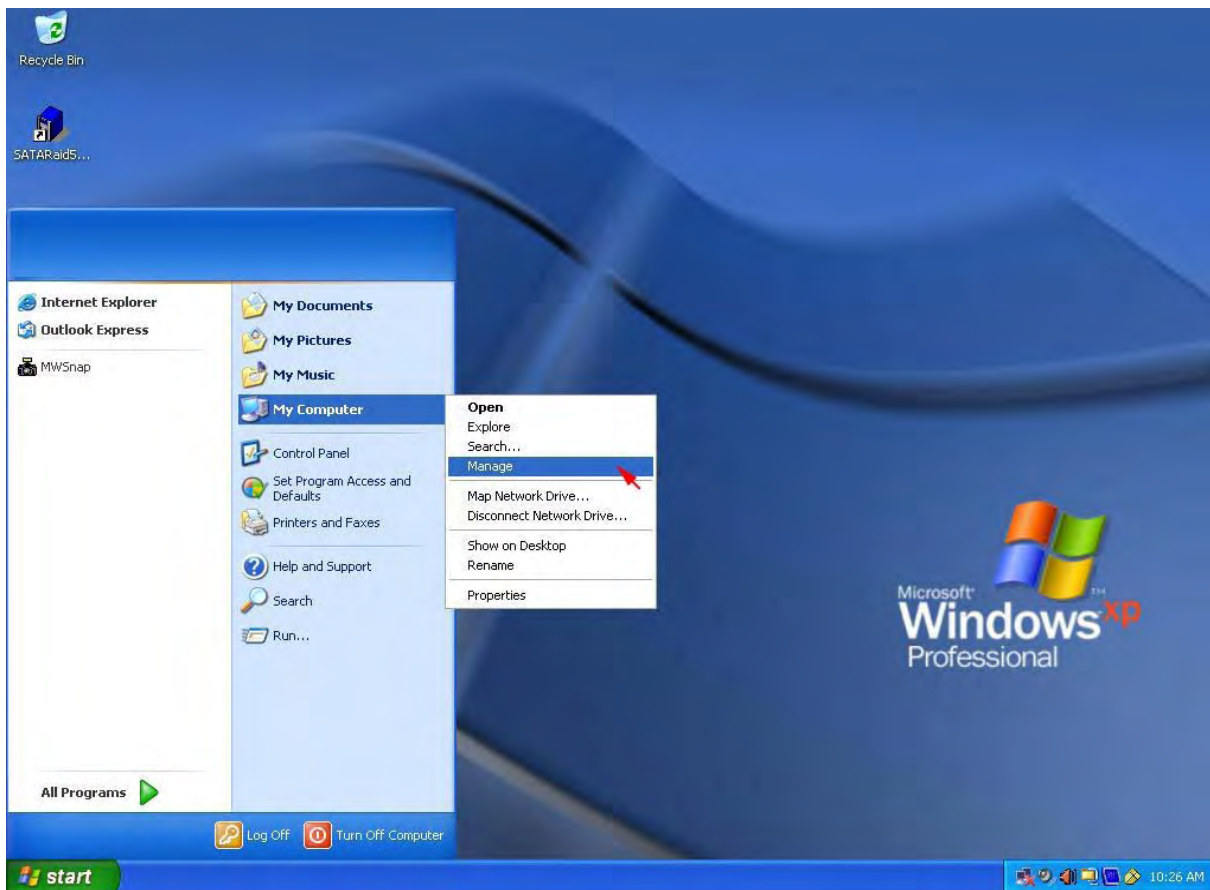 Recycle Bin
SATARaid5...
Internet Explorer
Outlook Express
MWSnap
All Programs
My Documents
My Pictures
My Music
My Computer
Control Panel
Set Program Access and
Defaults
Printers and Faxes
Help and Support
Search
Run...
Open
Explore
Search...
Manage
Map Network Drive...
Disconnect Network Drive...
Show on Desktop
Rename
Properties
Log Off
Turn Off Computer
Microsoft
TM
Windows xp
Professional
start
10:26 AM